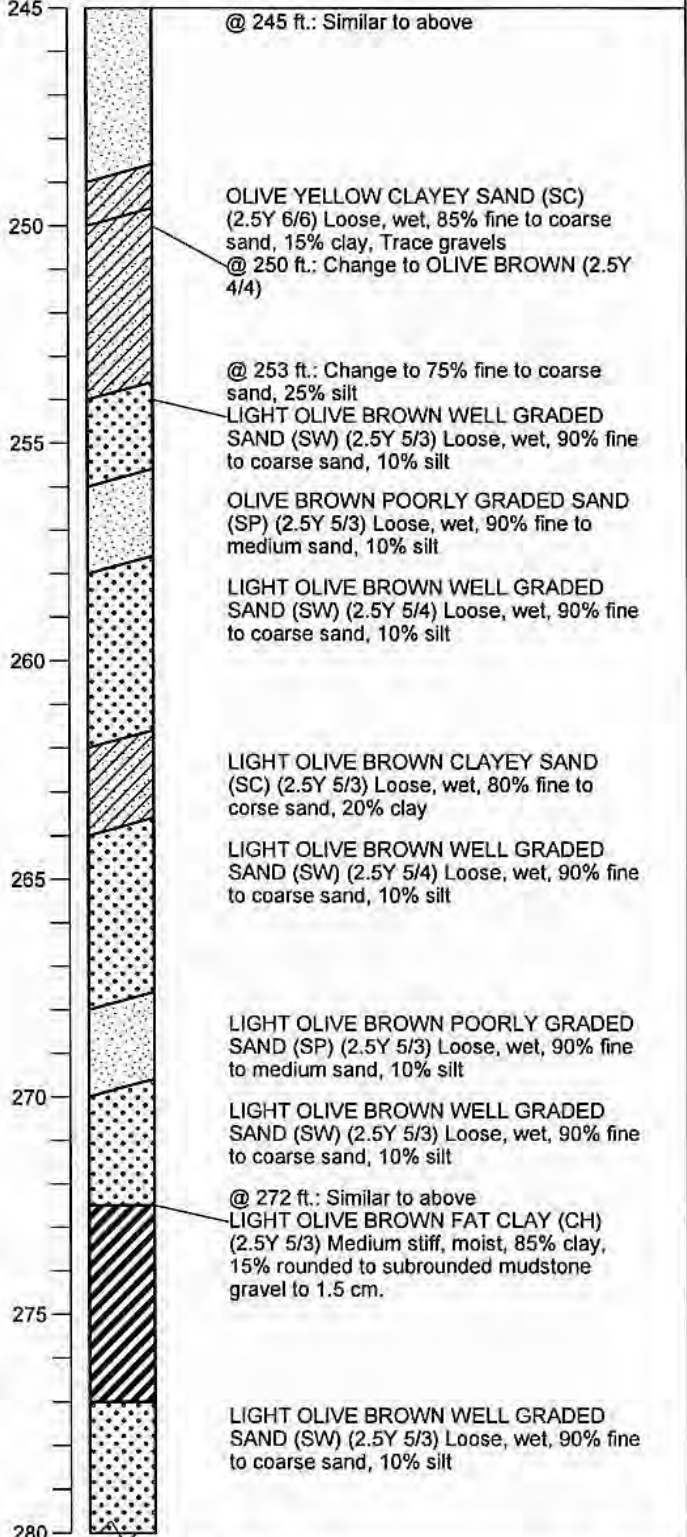 245
@ 245 ft.: Similar to above
OLIVE YELLOW CLAYEY SAND (SC)
(2.5Y 6/6) Loose, wet, 85% fine to coarse
sand, 15% clay, Trace gravels
250
@ 250 ft.: Change to OLIVE BROWN (2.5Y
4/4)
@ 253 ft.: Change to 75% fine to coarse
sand, 25% silt
LIGHT OLIVE BROWN WELL GRADED
SAND (SW) (2.5Y 5/3) Loose, wet, 90% fine
to coarse sand, 10% silt
255
OLIVE BROWN POORLY GRADED SAND
(SP) (2.5Y 5/3) Loose, wet, 90% fine to
medium sand, 10% silt
LIGHT OLIVE BROWN WELL GRADED
SAND (SW) (2.5Y 5/4) Loose, wet, 90% fine
to coarse sand, 10% silt
260
LIGHT OLIVE BROWN CLAYEY SAND
(SC) (2.5Y 5/3) Loose, wet, 80% fine to
corse sand, 20% clay
LIGHT OLIVE BROWN WELL GRADED
SAND (SW) (2.5Y 5/4) Loose, wet, 90% fine
to coarse sand, 10% silt
265
LIGHT OLIVE BROWN POORLY GRADED
SAND (SP) (2.5Y 5/3) Loose, wet, 90% fine
to medium sand, 10% silt
270
LIGHT OLIVE BROWN WELL GRADED
SAND (SW) (2.5Y 5/3) Loose, wet, 90% fine
to coarse sand, 10% silt
@ 272 ft.: Similar to above
LIGHT OLIVE BROWN FAT CLAY (CH)
(2.5Y 5/3) Medium stiff, moist, 85% clay,
15% rounded to subrounded mudstone
gravel to 1.5 cm.
275
LIGHT OLIVE BROWN WELL GRADED
SAND (SW) (2.5Y 5/3) Loose, wet, 90% fine
to coarse sand, 10% silt
280